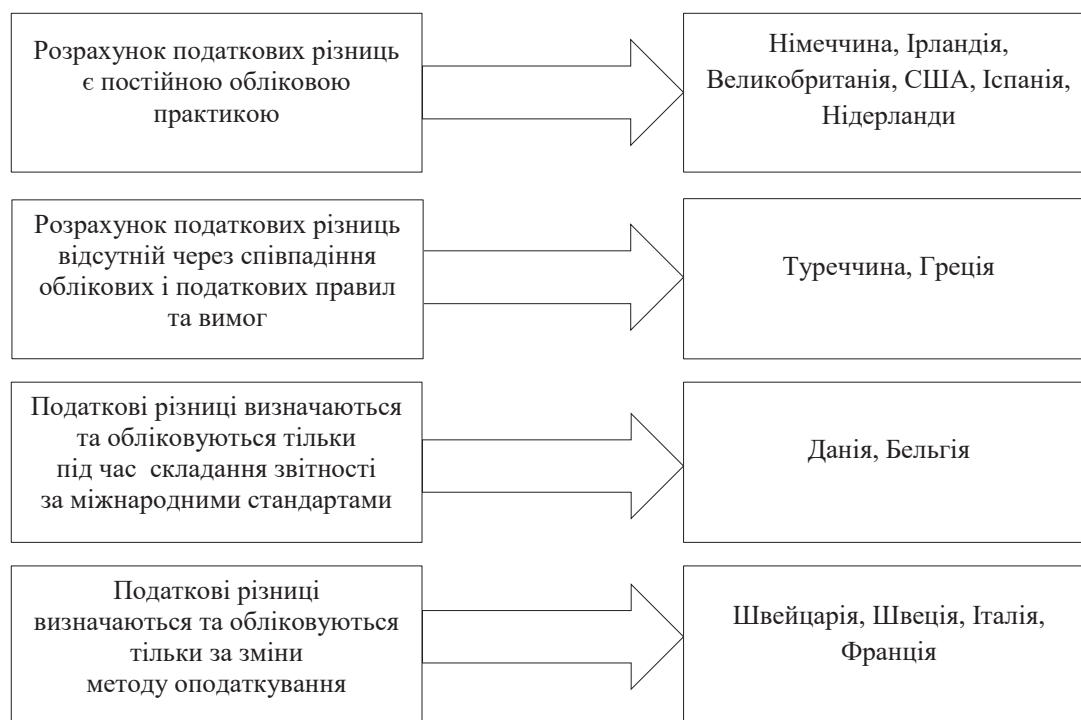 Розрахунок податкових різниць
є постійною обліковою
практикою
Німеччина, Ірландія,
Великобританія, США, Іспанія,
Нідерланди
Розрахунок податкових різниць
відсутній через співпадіння
облікових і податкових правил
та вимог
Туреччина, Греція
Податкові різниці визначаються
та обліковуються тільки
під час складання звітності
за міжнародними стандартами
Данія, Бельгія
Податкові різниці
визначаються та обліковуються
тільки за зміни
методу оподаткування
Швейцарія, Швеція, Італія,
Франція